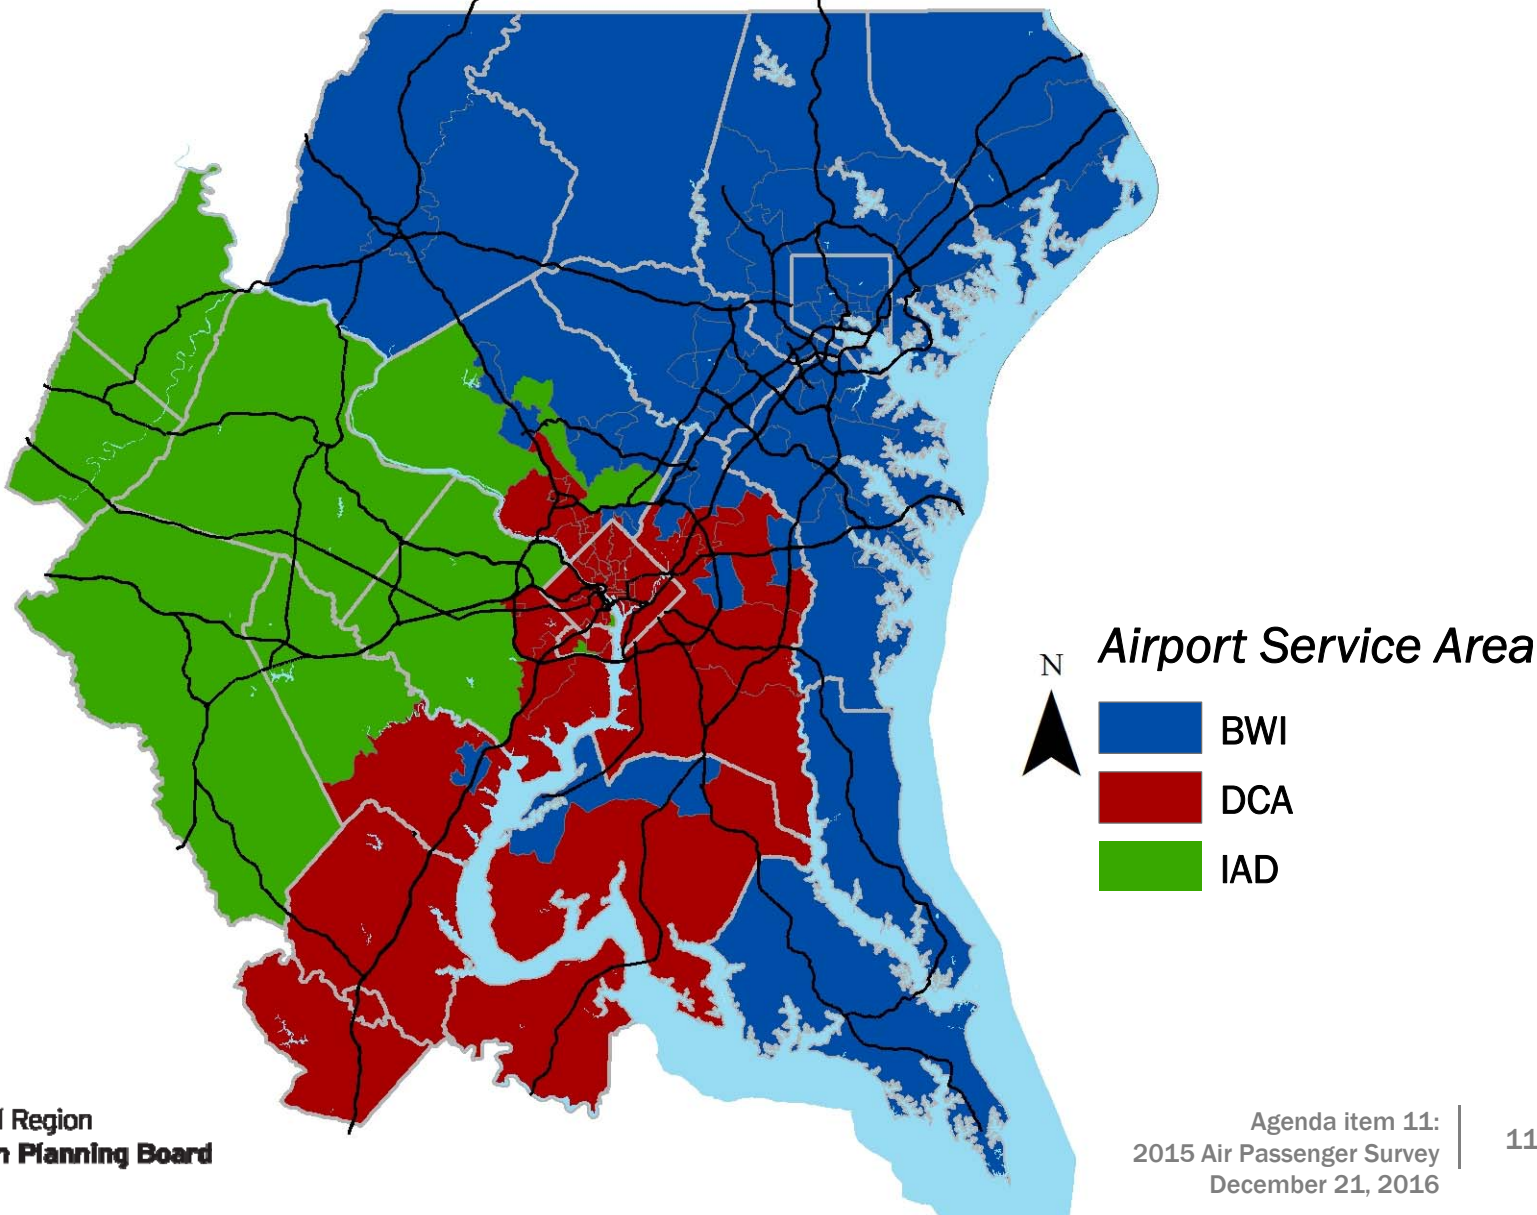 N
Airport Service Area
BWI
DCA
IAD
Region
Planning Board
Agenda item 11:
2015 Air Passenger Survey
December 21, 2016
11